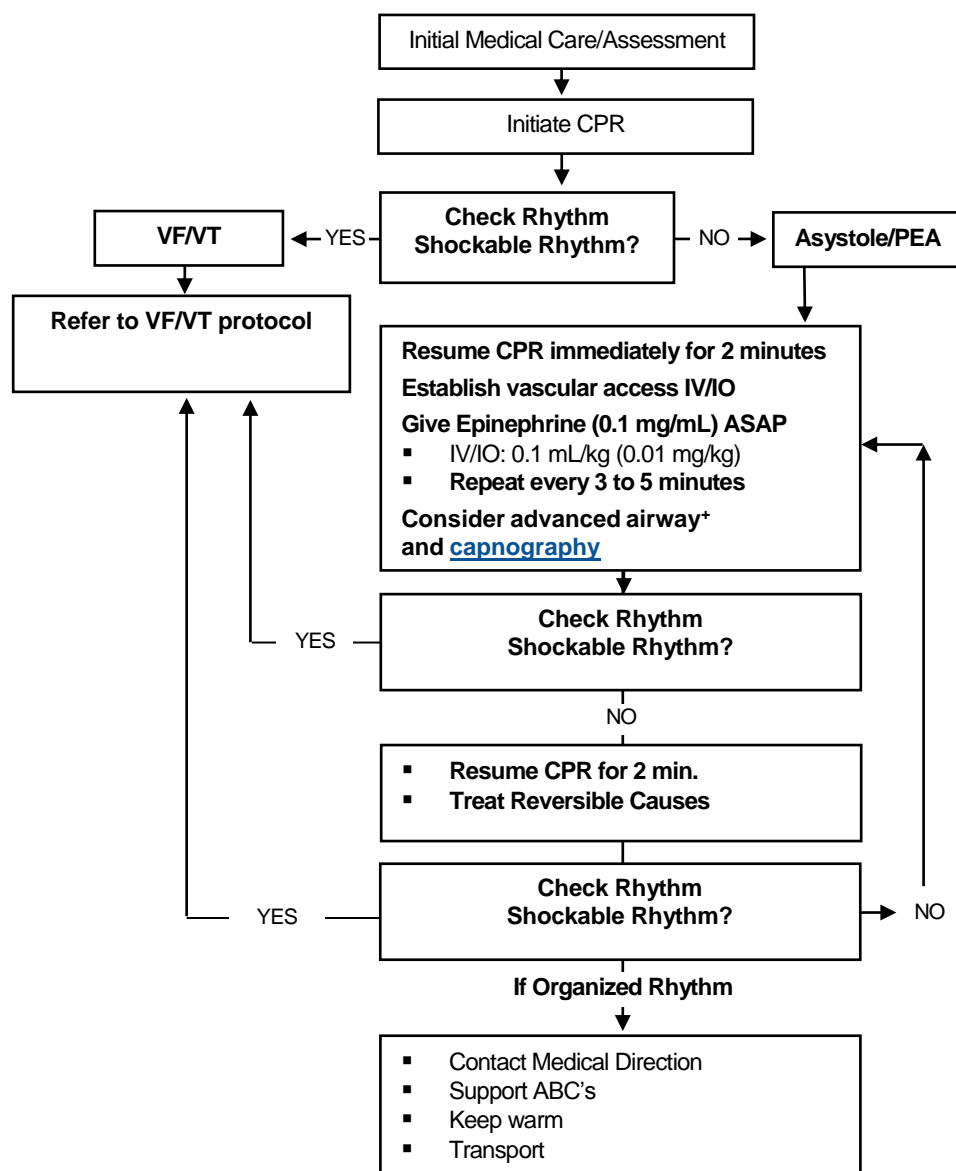 Initial Medical Care/Assessment
Initiate CPR
Check Rhythm
Shockable Rhythm?
YES
NO
VF/VT
Asystole/PEA
Refer to VF/VT protocol
Resume CPR immediately for 2 minutes
Establish vascular access IV/IO
Give Epinephrine (0.1 mg/mL) ASAP
▪ IV/IO: 0.1 mL/kg (0.01 mg/kg)
▪ Repeat every 3 to 5 minutes
Consider advanced airway⁺
and capnography
Check Rhythm
Shockable Rhythm?
YES
NO
▪ Resume CPR for 2 min.
▪ Treat Reversible Causes
Check Rhythm
Shockable Rhythm?
YES
NO
If Organized Rhythm
▪ Contact Medical Direction
▪ Support ABC’s
▪ Keep warm
▪ Transport